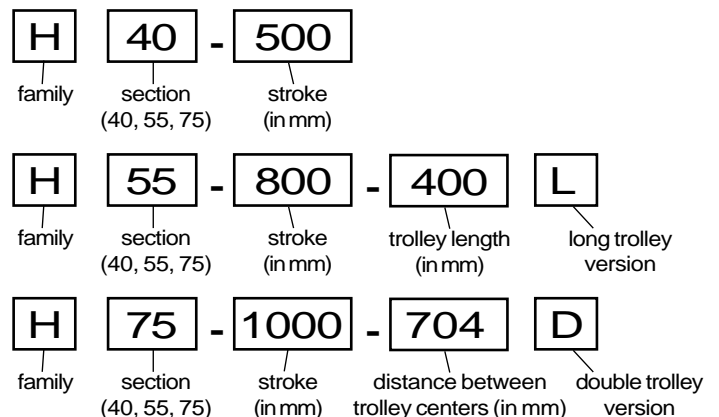 H 40 - 500
family section stroke
(40, 55, 75) (in mm)
H 55 - 800 - 400 L
family section stroke trolley length long trolley
(40, 55, 75) (in mm) (in mm) version
H 75 - 1000 - 704 D
family section stroke distance between double trolley
(40, 55, 75) (in mm) trolley centers (in mm) version